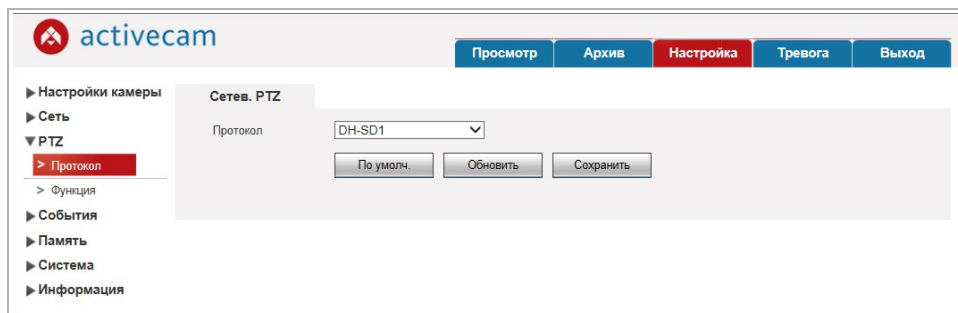 activecam
Просмотр Архив Настройка Тревога Выход
Настройки камеры
Сеть
PTZ
> Протокол
> Функция
События
Память
Система
Информация
Сетев. PTZ
Протокол DH-SD1
По умолч. Обновить Сохранить